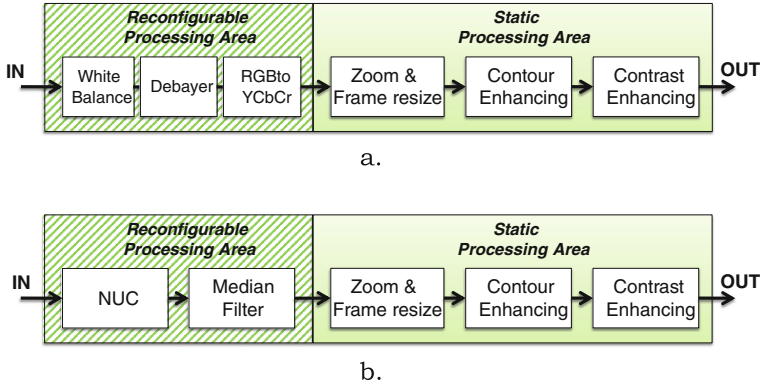 Reconfigurable
Processing Area
Static
Processing Area
IN
White
Balance
Debayer
RGBto
YCbCr
Zoom &
Frame resize
Contour
Enhancing
Contrast
Enhancing
OUT
a.
Reconfigurable
Processing Area
Static
Processing Area
IN
NUC
Median
Filter
Zoom &
Frame resize
Contour
Enhancing
Contrast
Enhancing
OUT
b.